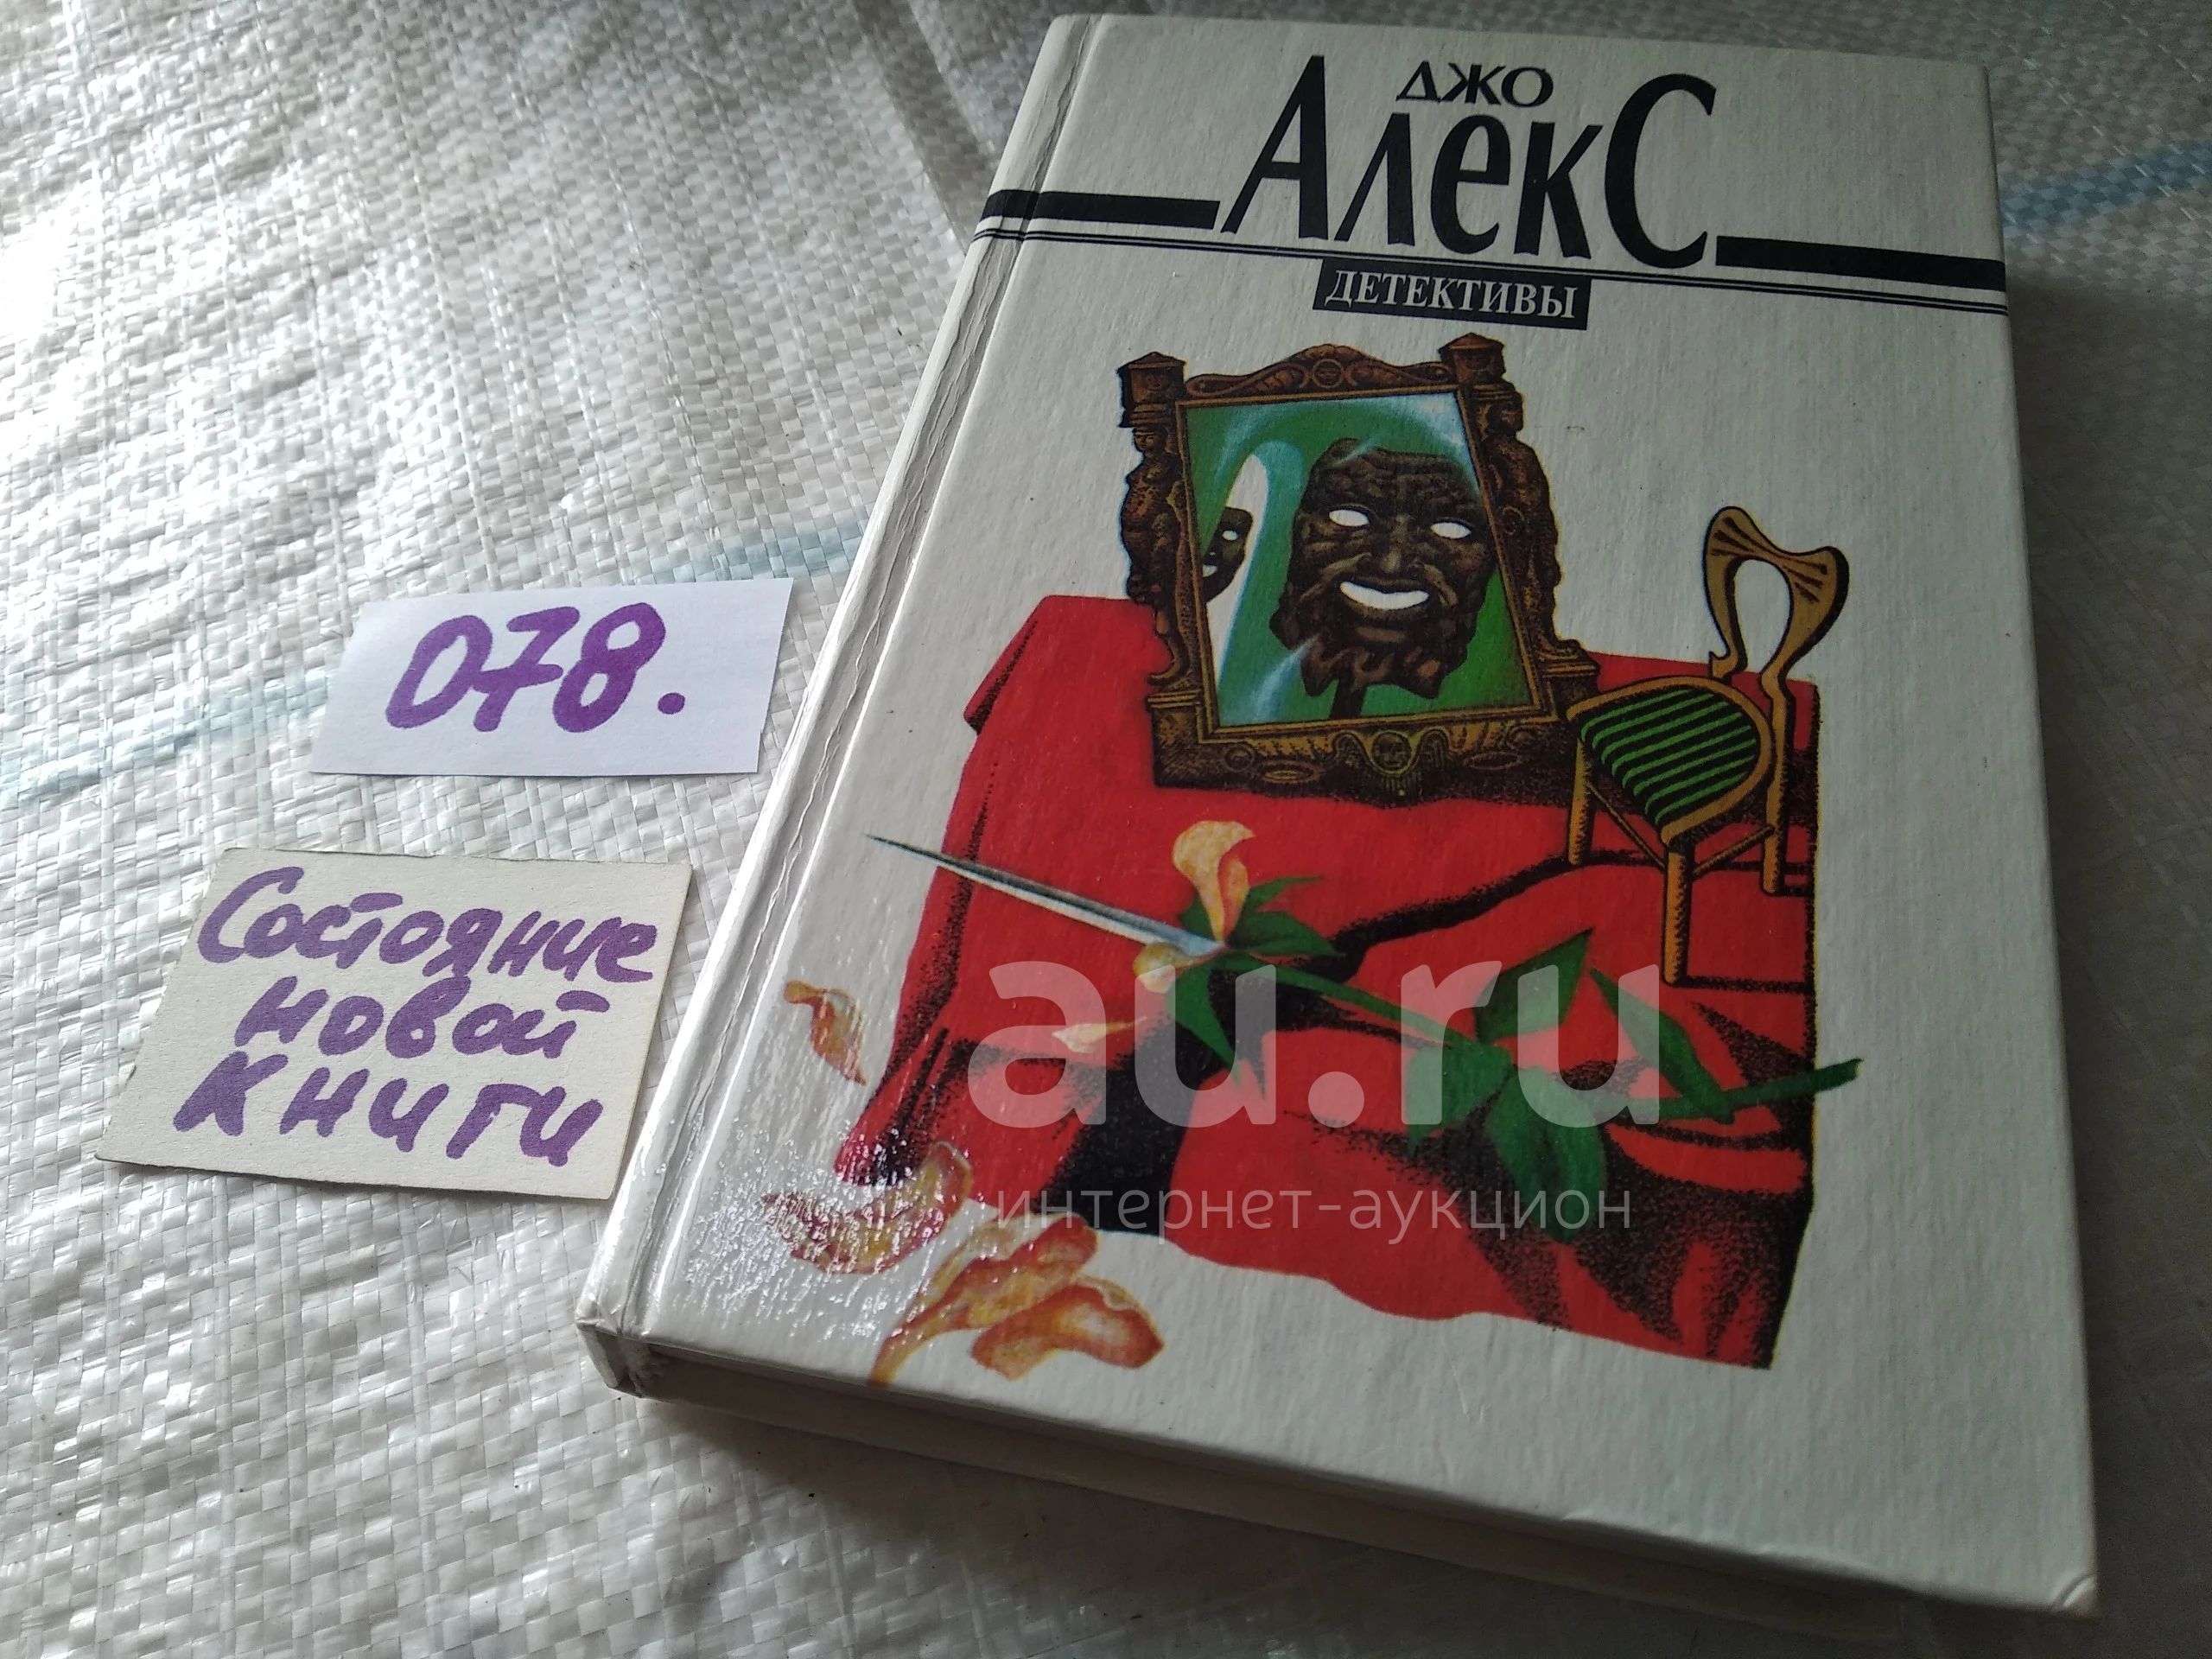 ДЖО
АлекС
ДЕТЕКТИВЫ
078.
Состояние
новой
книги
au.ru
интернет-аукцион